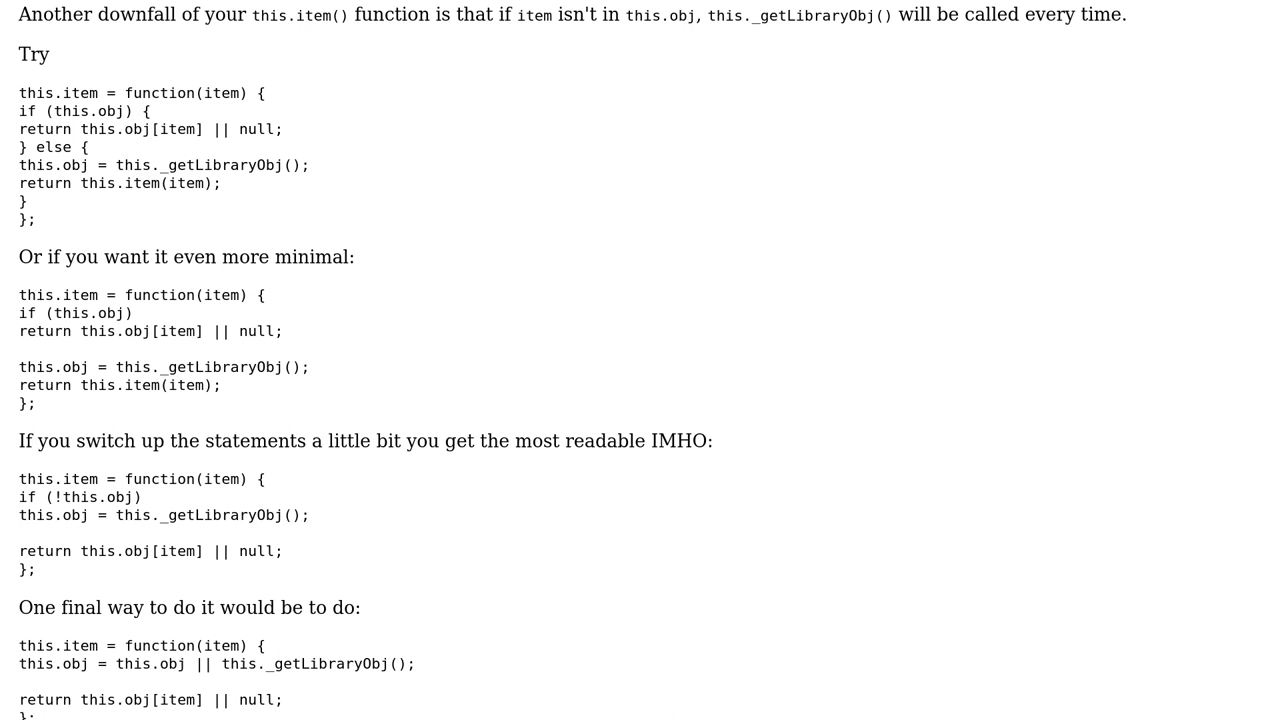 Another downfall of your this.item() function is that if item isn't in this.obj, this._getLibraryObj() will be called every time.
Try
this.item = function(item) {
if (this.obj) {
return this.obj[item] || null;
} else {
this.obj = this._getLibraryObj();
return this.item(item);
}
};
Or if you want it even more minimal:
this.item = function(item) {
if (this.obj)
return this.obj[item] || null;
this.obj = this._getLibraryObj();
return this.item(item);
};
If you switch up the statements a little bit you get the most readable IMHO:
this.item = function(item) {
if (!this.obj)
this.obj = this._getLibraryObj();
return this.obj[item] || null;
};
One final way to do it would be to do:
this.item = function(item) {
this.obj = this.obj || this._getLibraryObj();
return this.obj[item] || null;
};